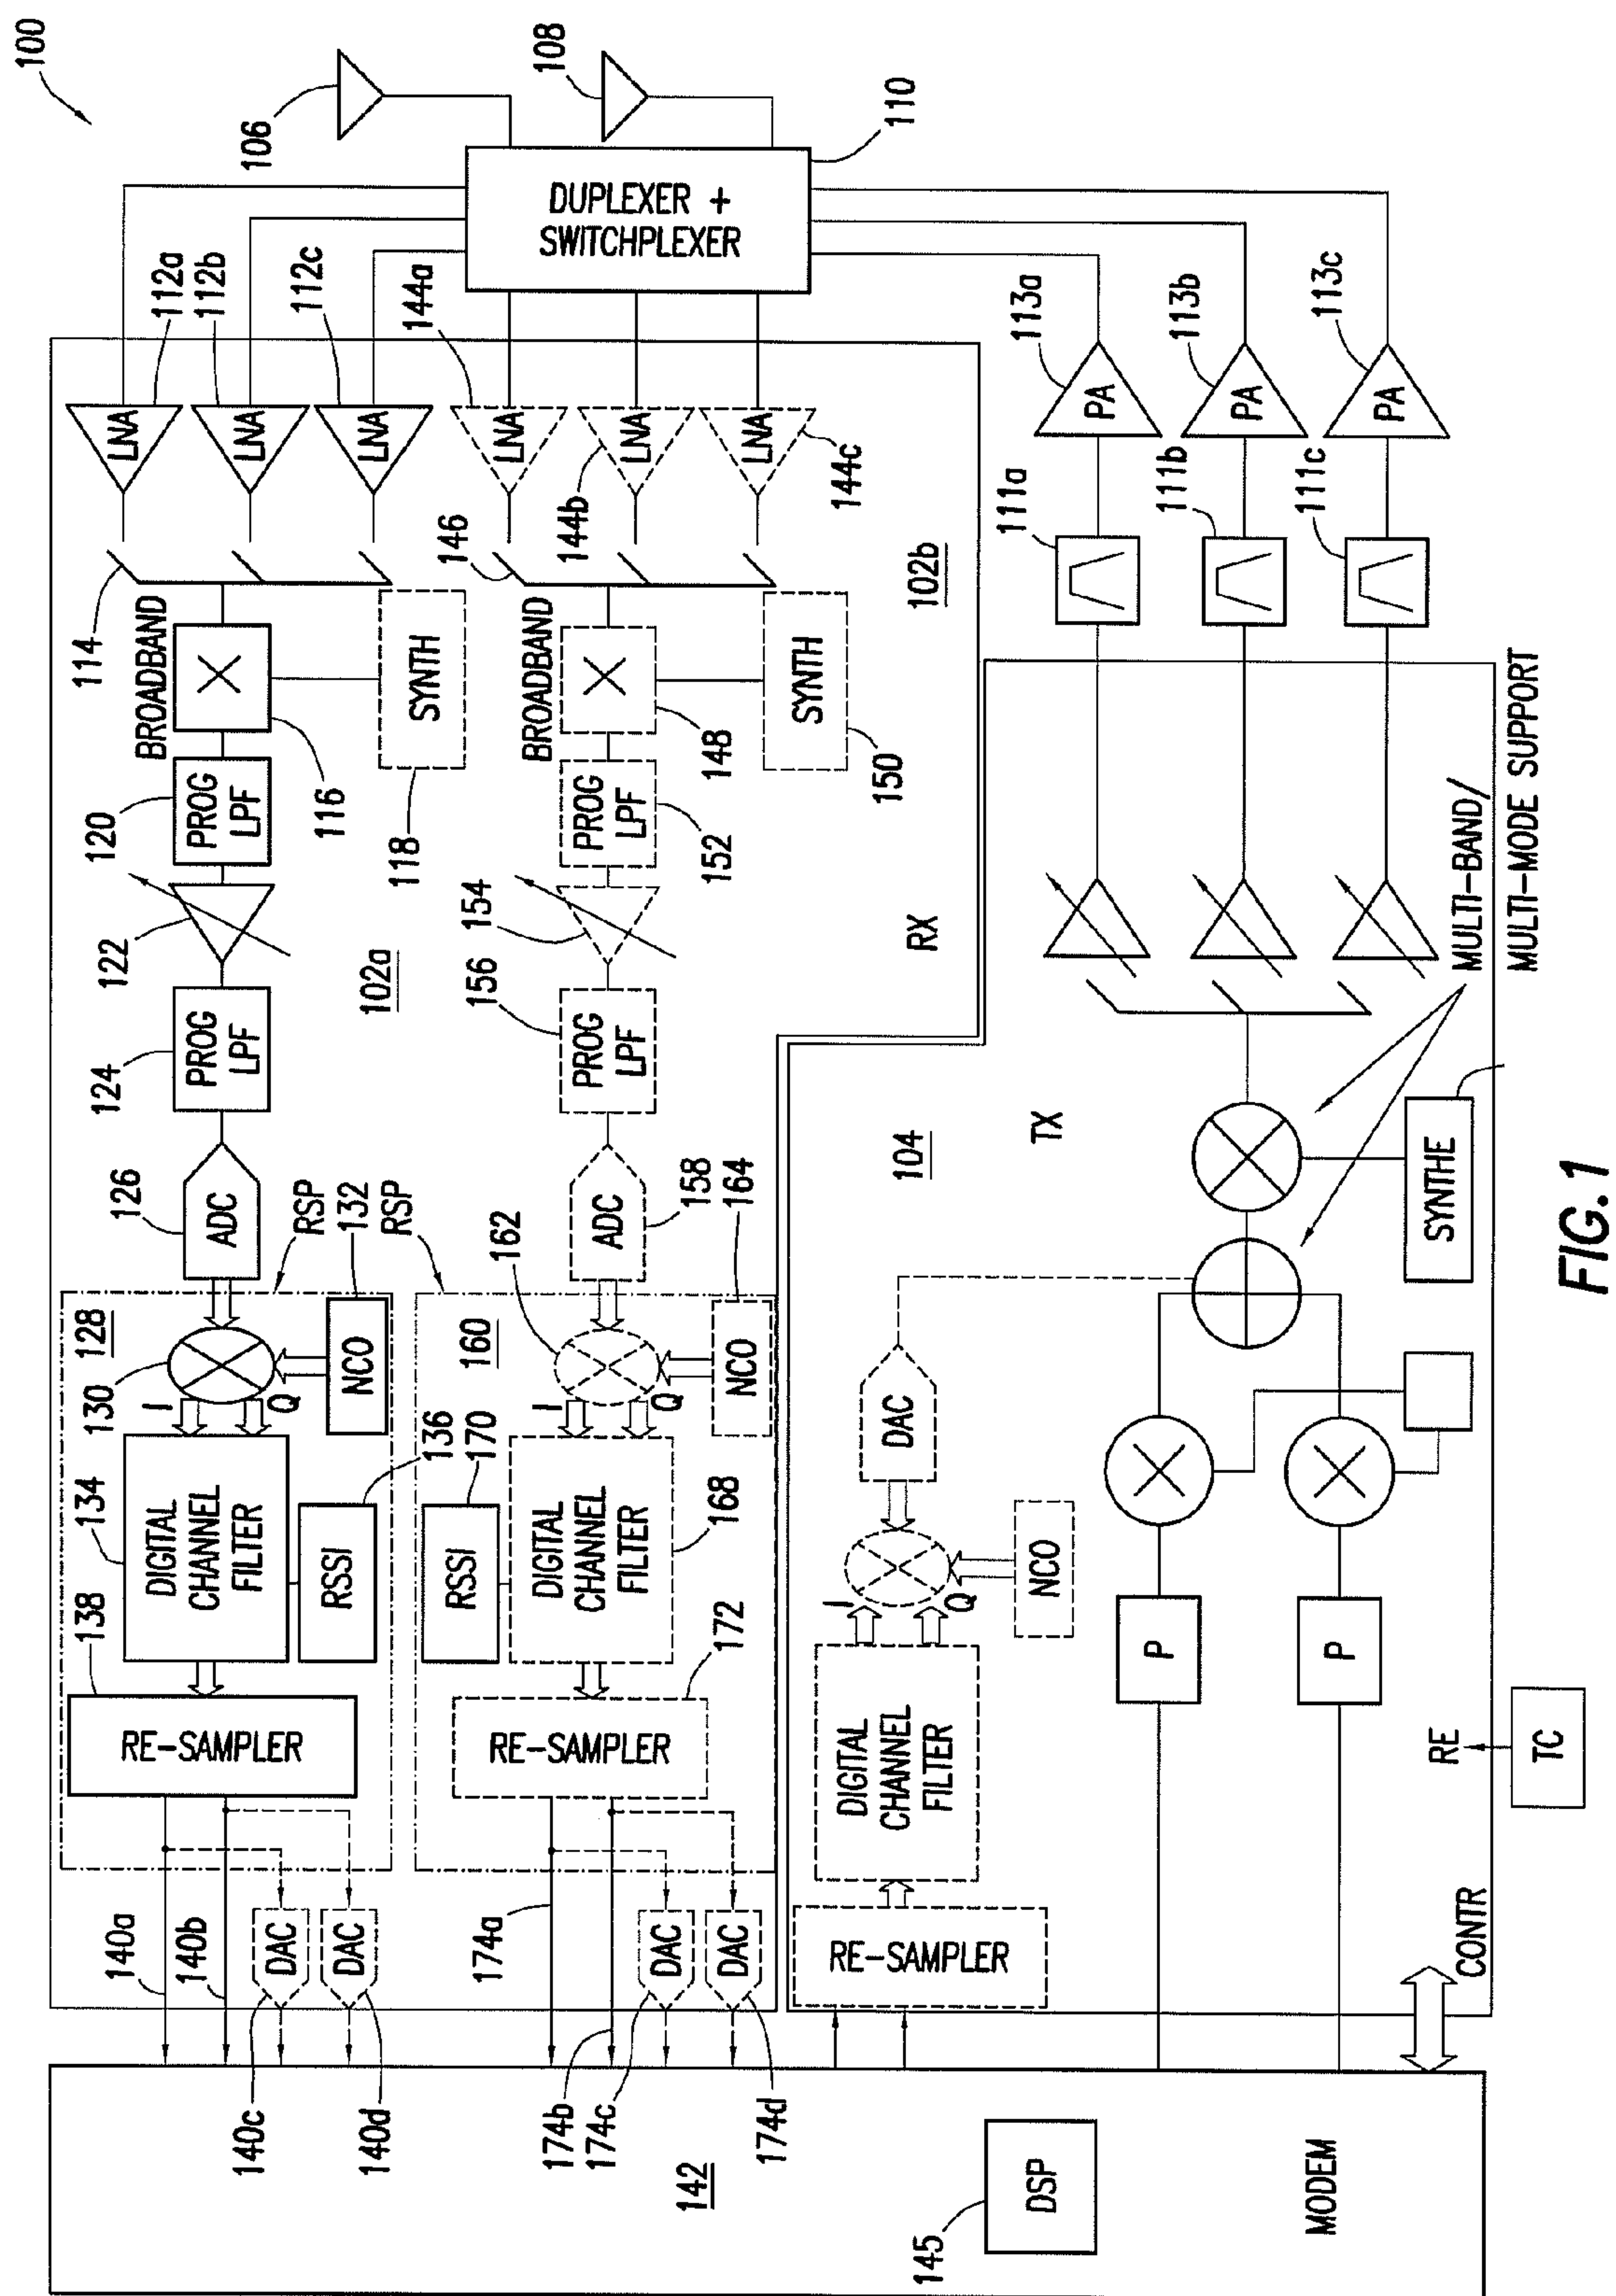 100
106
108
110
DUPLEXER +
SWITCHPLEXER
112a
112b
112c
144a
LNA
LNA
LNA
LNA
LNA
LNA
144b
144c
114
146
102b
BROADBAND
BROADBAND
116
148
SYNTH
118
SYNTH
150
120
PROG
LPF
PROG
LPF
152
122
154
102a
RX
124
PROG
LPF
156
PROG
LPF
126
ADC
RSP
132
RSP
ADC
158
162
164
128
130
I
Q
NCO
160
I
Q
NCO
134
DIGITAL
CHANNEL
FILTER
136
RSSI
170
RSSI
DIGITAL
CHANNEL
FILTER
168
138
RE-SAMPLER
172
RE-SAMPLER
140a
140b
DAC
DAC
140c
140d
174a
174b
174c
174d
DAC
DAC
142
145
DSP
MODEM
113a
113b
113c
PA
PA
PA
111a
111b
111c
MULTI-BAND/
MULTI-MODE SUPPORT
104
TX
SYNTHE
DAC
I
Q
NCO
DIGITAL
CHANNEL
FILTER
RE-SAMPLER
P
P
RE
TC
CONTR
FIG.1